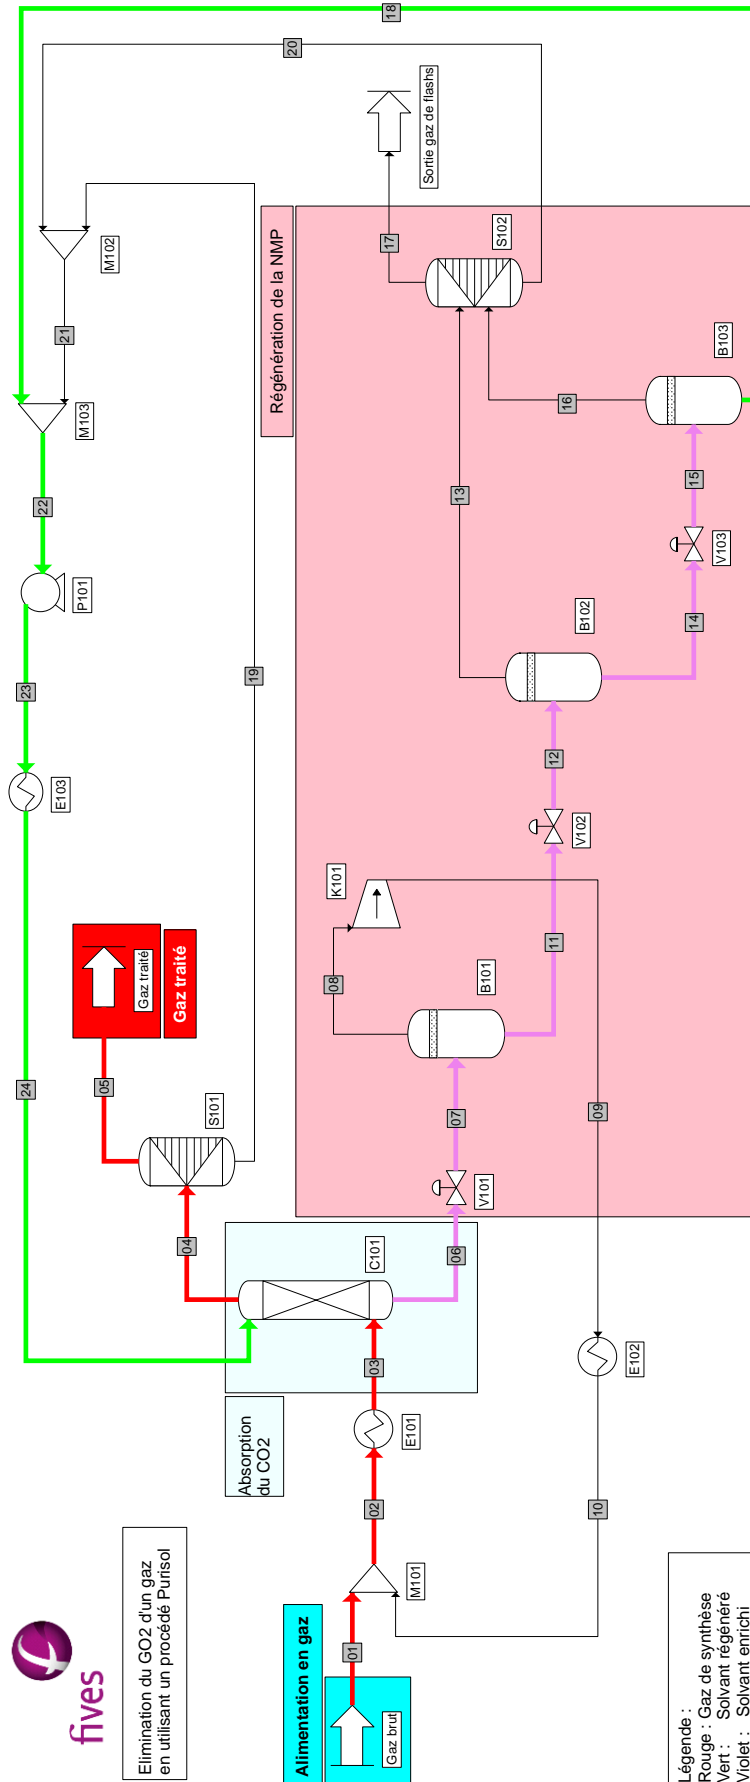 fives
Elimination du GO2 d'un gaz
en utilisant un procédé Purisol
Légende :
Rouge : Gaz de synthèse
Vert : Solvant régénéré
Violet : Solvant enrichi
Alimentation en gaz
Gaz brut
01
M101
02
E101
03
Absorption
du CO2
C101
04
S101
05
Gaz traité
Gaz traité
06
V101
07
B101
08
K101
09
E102
10
11
V102
12
B102
13
14
V103
15
B103
16
S102
17
Sortie gaz de flashs
Régénération de la NMP
18
19
20
M102
21
M103
22
P101
23
E103
24